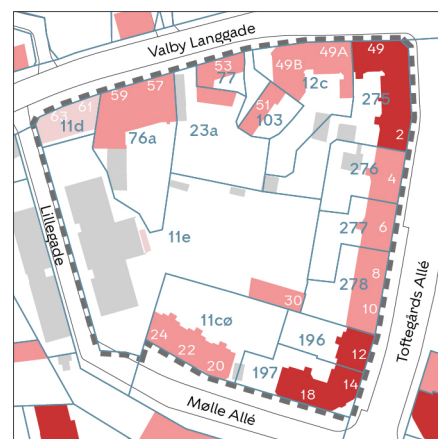 Valby Langgade
49A
49
53
49B
57
77
12c
59
61
275
63
51
11d
103
2
23a
76a
276
4
277
6
Lillegade
11e
8
278
Toftegårds Allé
30
10
11cø
24
196
12
22
20
197
14
18
Mølle Allé